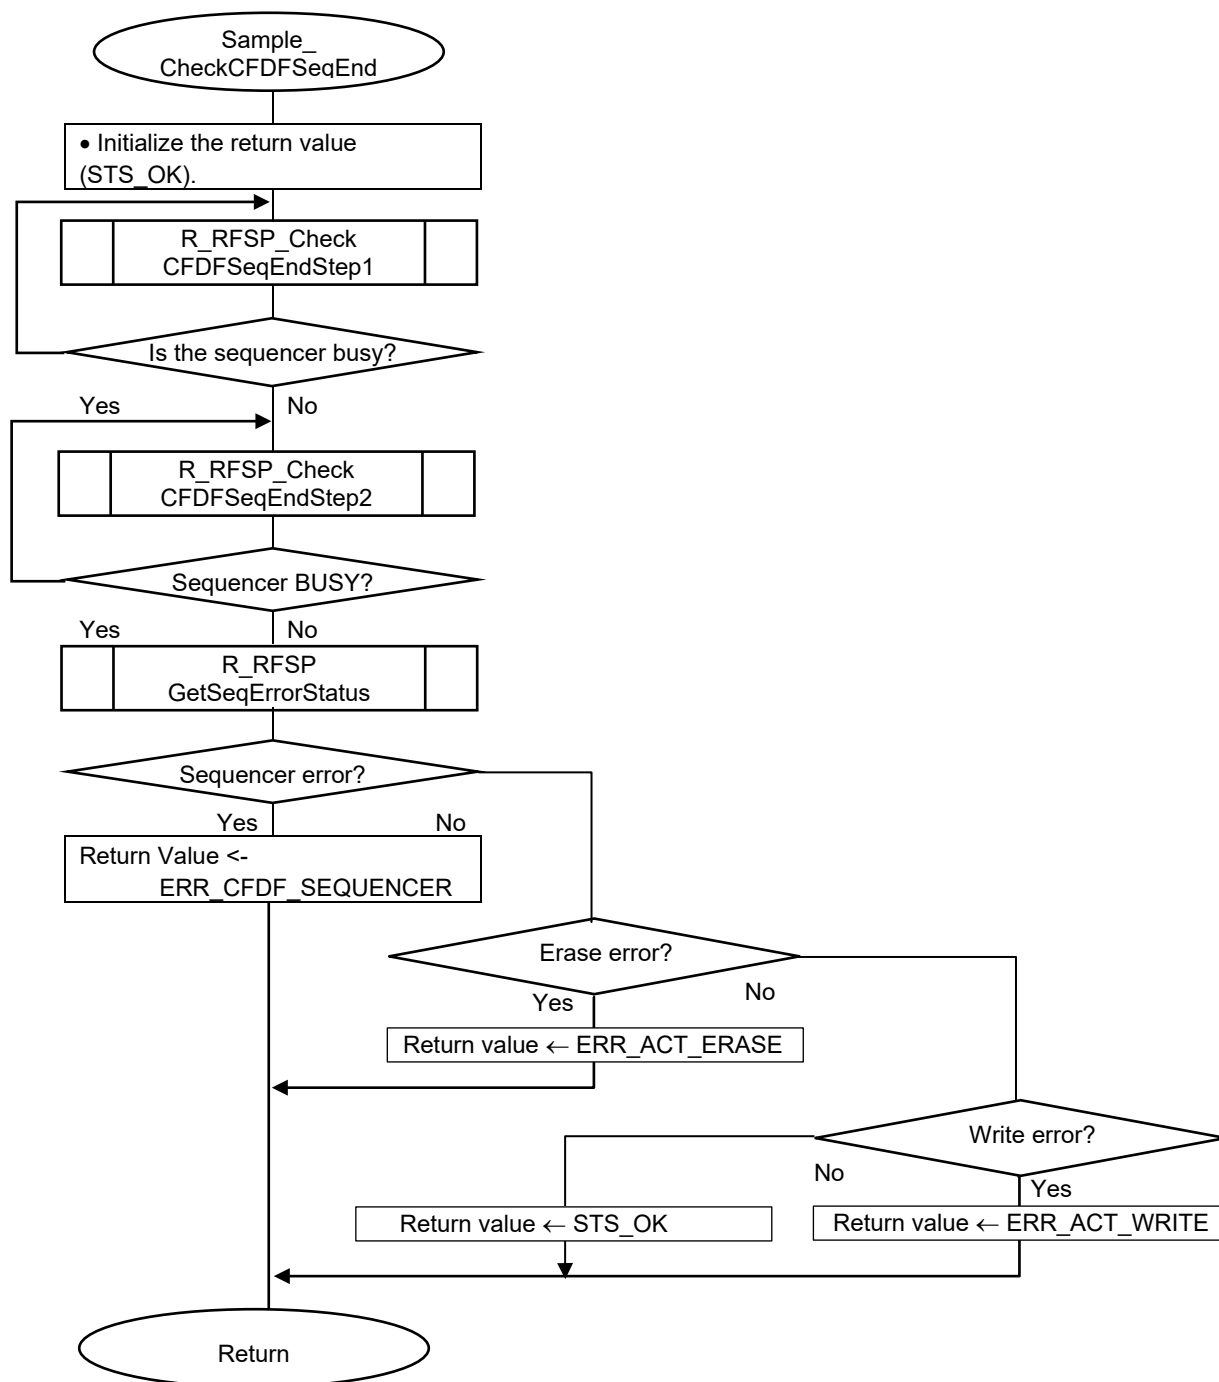 Sample_
CheckCFDFSeqEnd
• Initialize the return value
(STS_OK).
R_RFSP_Check
CFDFSeqEndStep1
Is the sequencer busy?
Yes No
R_RFSP_Check
CFDFSeqEndStep2
Sequencer BUSY?
Yes No
R_RFSP
GetSeqErrorStatus
Sequencer error?
Yes No
Return Value <-
ERR_CFDF_SEQUENCER
Erase error?
Yes No
Return value ← ERR_ACT_ERASE
Write error?
No Yes
Return value ← STS_OK
Return value ← ERR_ACT_WRITE
Return